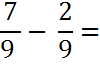 7/9 − 2/9 =